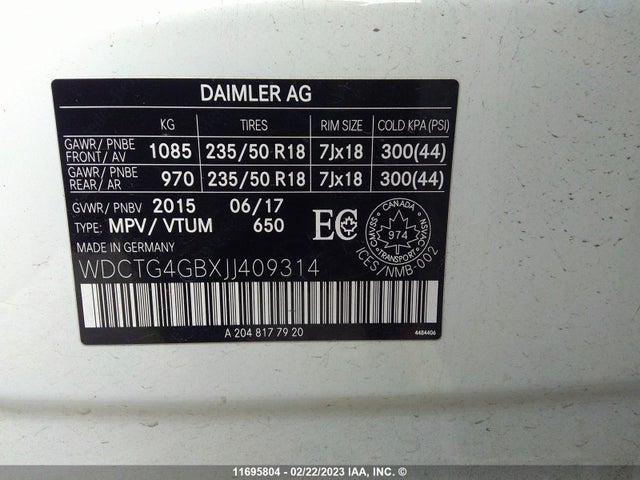 DAIMLER AG
KG TIRES RIM SIZE COLD KPA (PSI)
GAWR/ PNBE FRONT/ AV 1085 235/50 R18 7Jx18 300(44)
GAWR/ PNBE REAR/ AR 970 235/50 R18 7Jx18 300(44)
GVWR/ PNBV 2015 06/17
TYPE: MPV/ VTUM 650
EC
CANADA
CMVSS 974 NSVAC
TRANSPORT
ICES/NMB-002
MADE IN GERMANY
WDCTG4GBXJJ409314
A 204 817 79 20
4484406
11695804 - 02/22/2023 IAA, Inc. ©